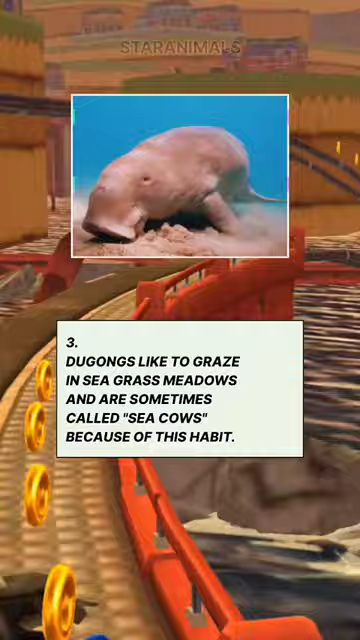 STARANIMALS
3.
DUGONGS LIKE TO GRAZE
IN SEA GRASS MEADOWS
AND ARE SOMETIMES
CALLED "SEA COWS"
BECAUSE OF THIS HABIT.